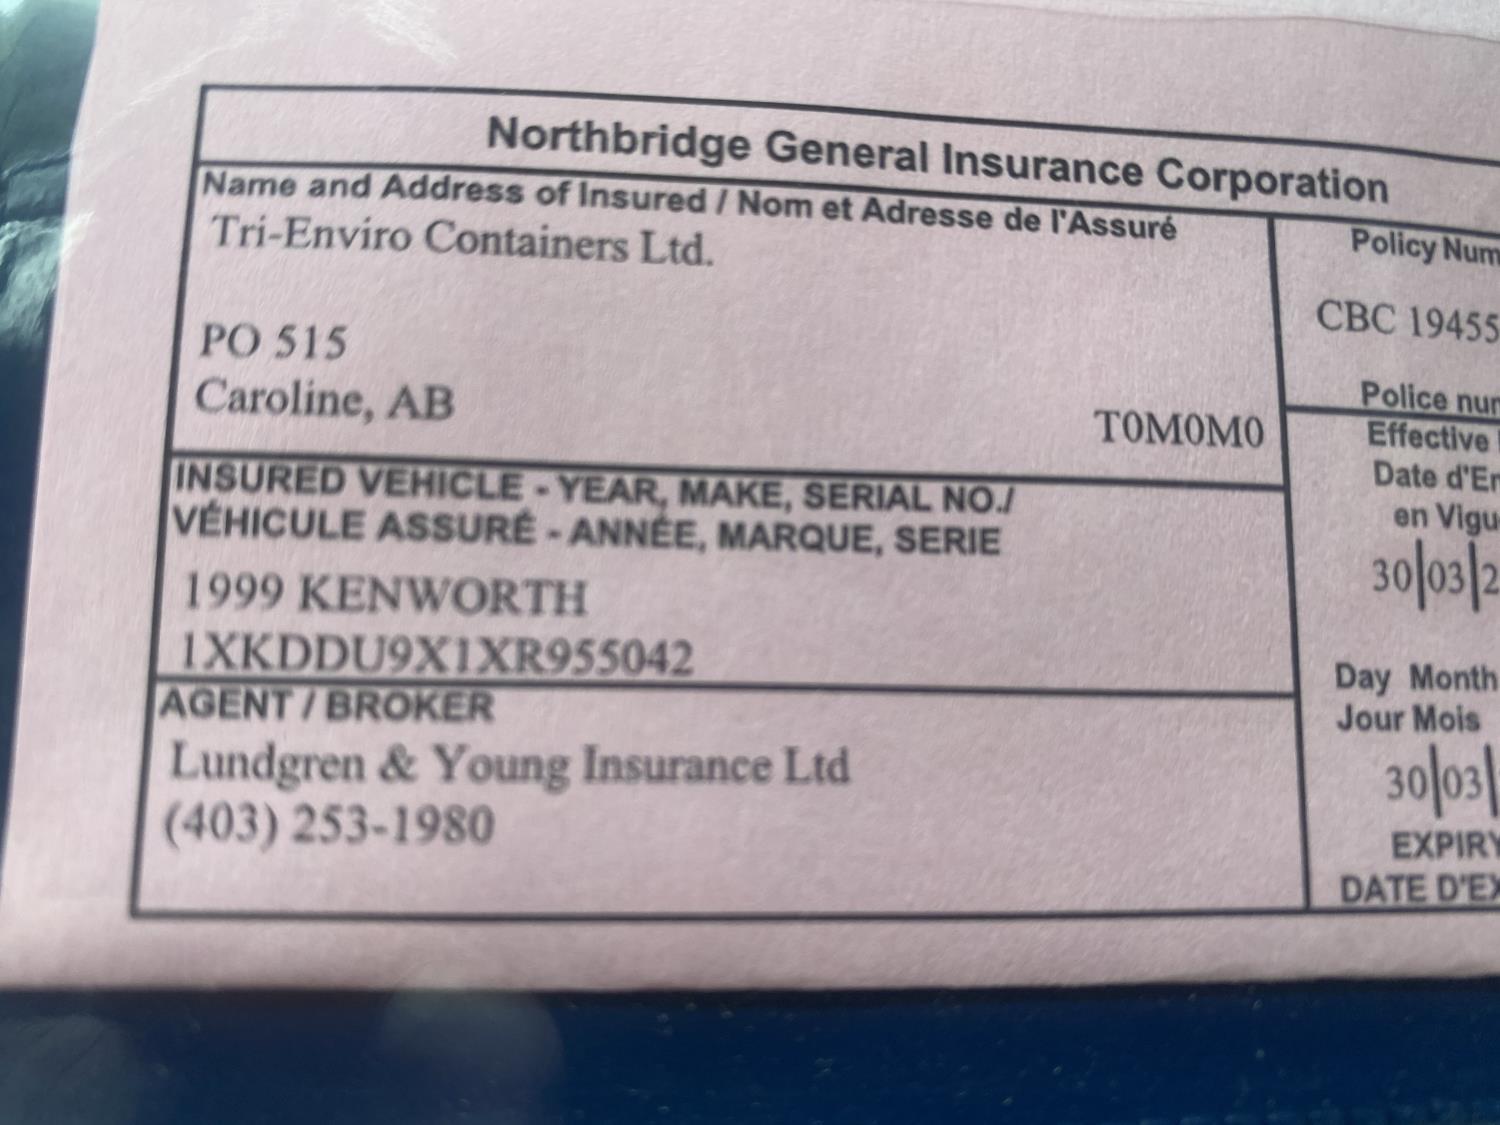 Northbridge General Insurance Corporation
Name and Address of Insured / Nom et Adresse de l'Assuré
Tri-Enviro Containers Ltd.
PO 515
Caroline, AB
T0M0M0
INSURED VEHICLE - YEAR, MAKE, SERIAL NO./
VÉHICULE ASSURÉ - ANNÉE, MARQUE, SERIE
1999 KENWORTH
1XKDDU9X1XR955042
AGENT / BROKER
Lundgren & Young Insurance Ltd
(403) 253-1980
Policy Num
CBC 19455
Police nur
Effective
Date d'En
en Vigu
30|03|2
Day Month
Jour Mois
30|03|
EXPIRY
DATE D'EX